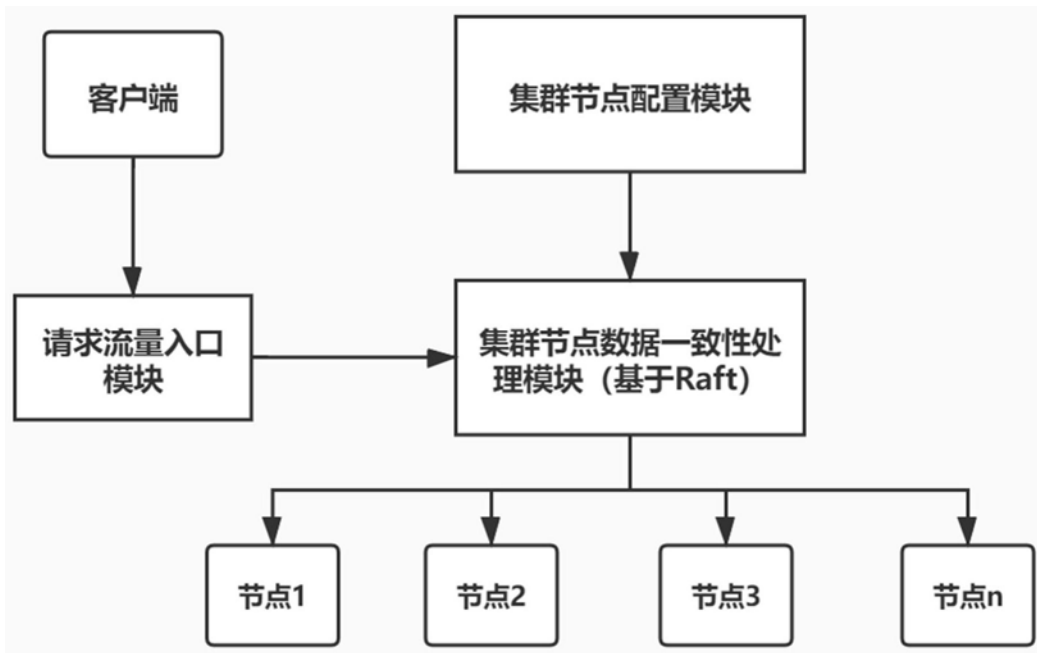 客户端
集群节点配置模块
请求流量入口
模块
集群节点数据一致性处
理模块（基于Raft）
节点1
节点2
节点3
节点n